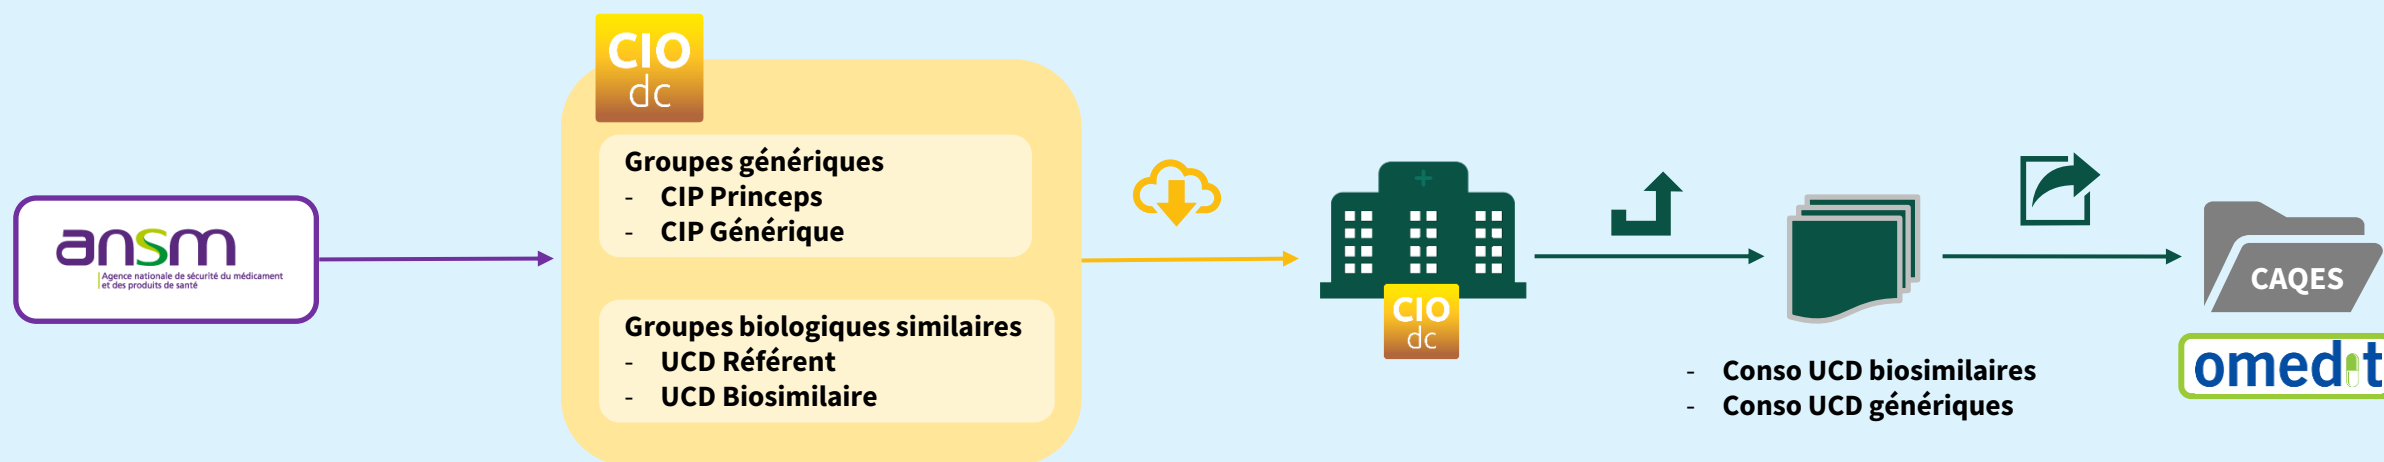 CIO
dc
Groupes génériques
- CIP Princeps
- CIP Générique
ansm
Agence nationale de sécurité du médicament
et des produits de santé
Groupes biologiques similaires
- UCD Référent
- UCD Biosimilaire
CIO
dc
- Conso UCD biosimilaires
- Conso UCD génériques
CAQES
omedit